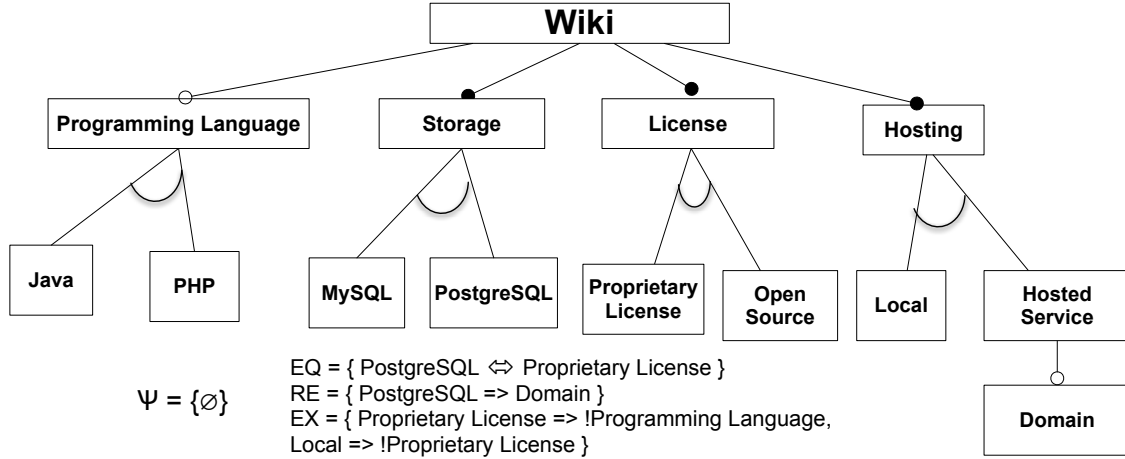 Wiki
Programming Language
Storage
License
Hosting
Java
PHP
MySQL
PostgreSQL
Proprietary
License
Open
Source
Local
Hosted
Service
Domain
Ψ = {∅}
EQ = { PostgreSQL ⇔ Proprietary License }
RE = { PostgreSQL => Domain }
EX = { Proprietary License => !Programming Language,
Local => !Proprietary License }